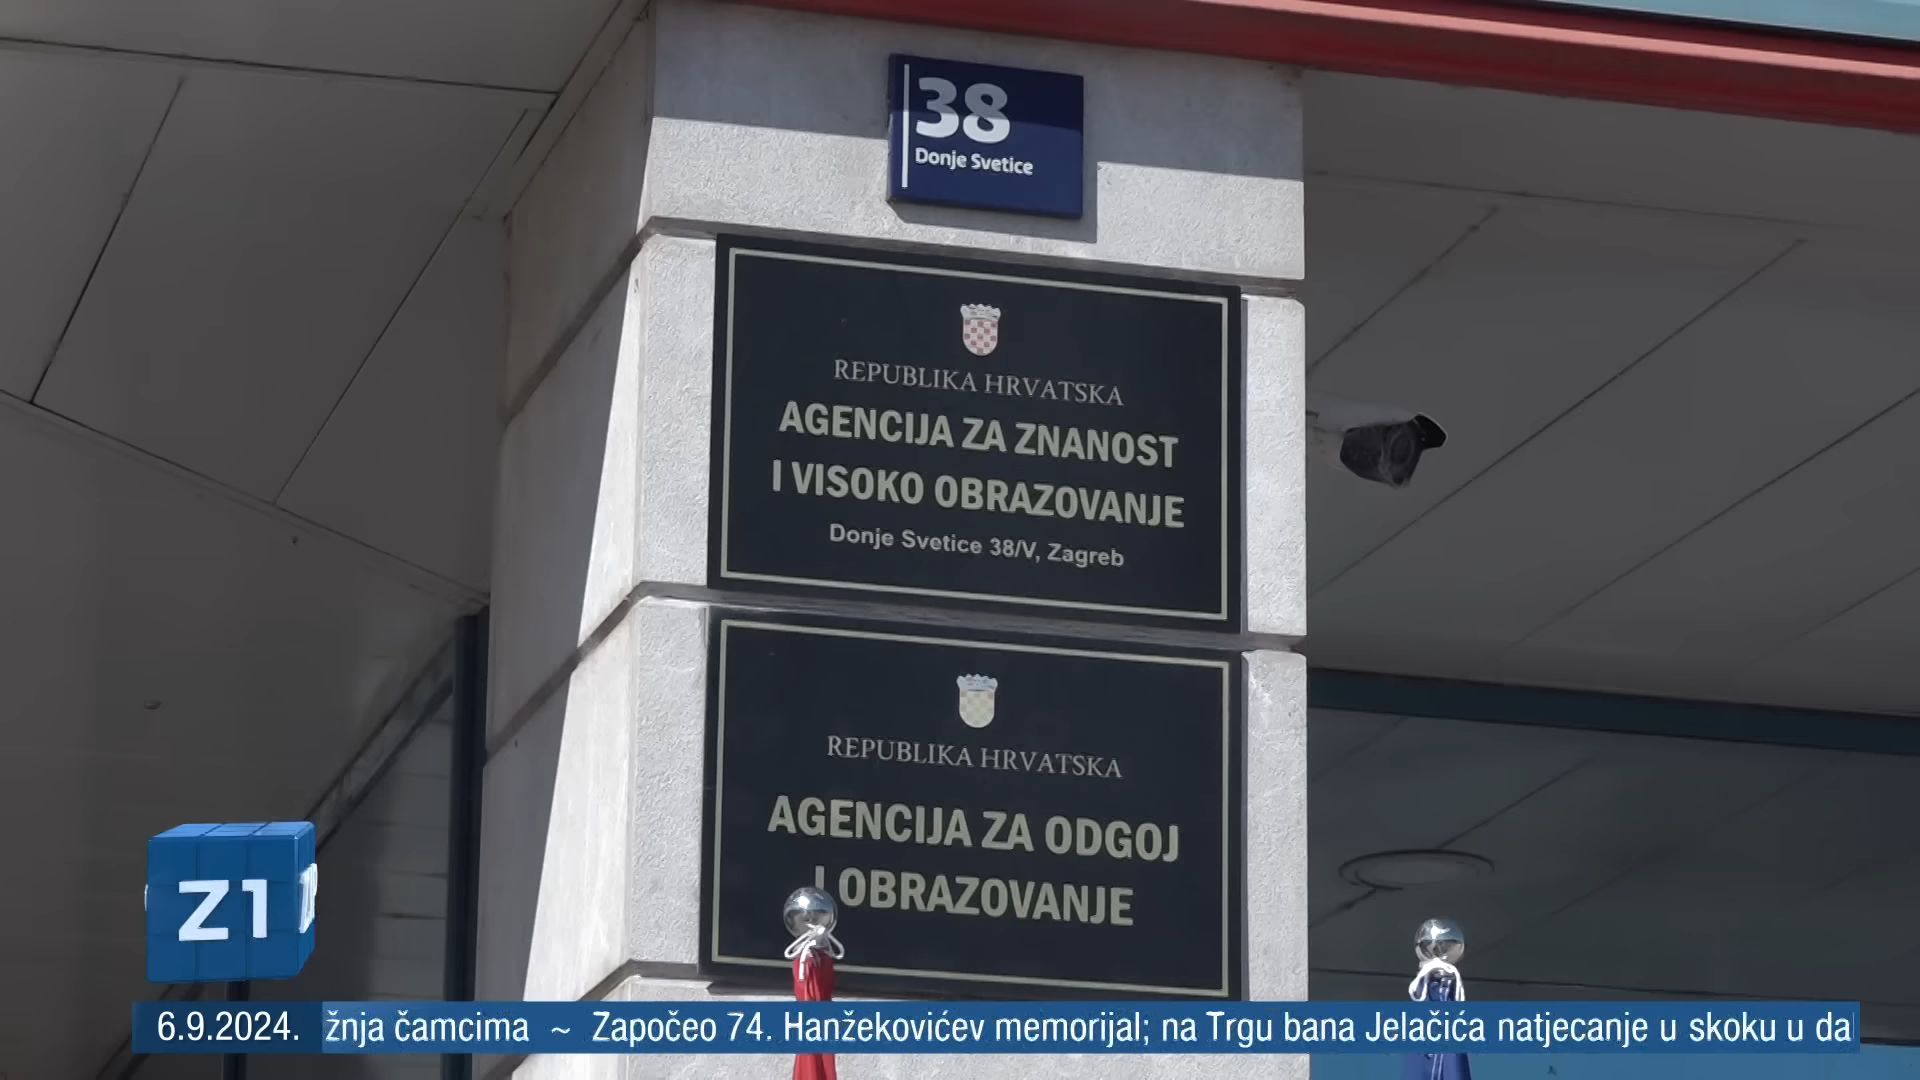 38
Donje Svetice
REPUBLIKA HRVATSKA
AGENCIJA ZA ZNANOST
I VISOKO OBRAZOVANJE
Donje Svetice 38/V, Zagreb
REPUBLIKA HRVATSKA
AGENCIJA ZA ODGOJ
I OBRAZOVANJE
Z1
6.9.2024. žnja čamcima ~ Započeo 74. Hanžekovićev memorijal; na Trgu bana Jelačića natjecanje u skoku u da